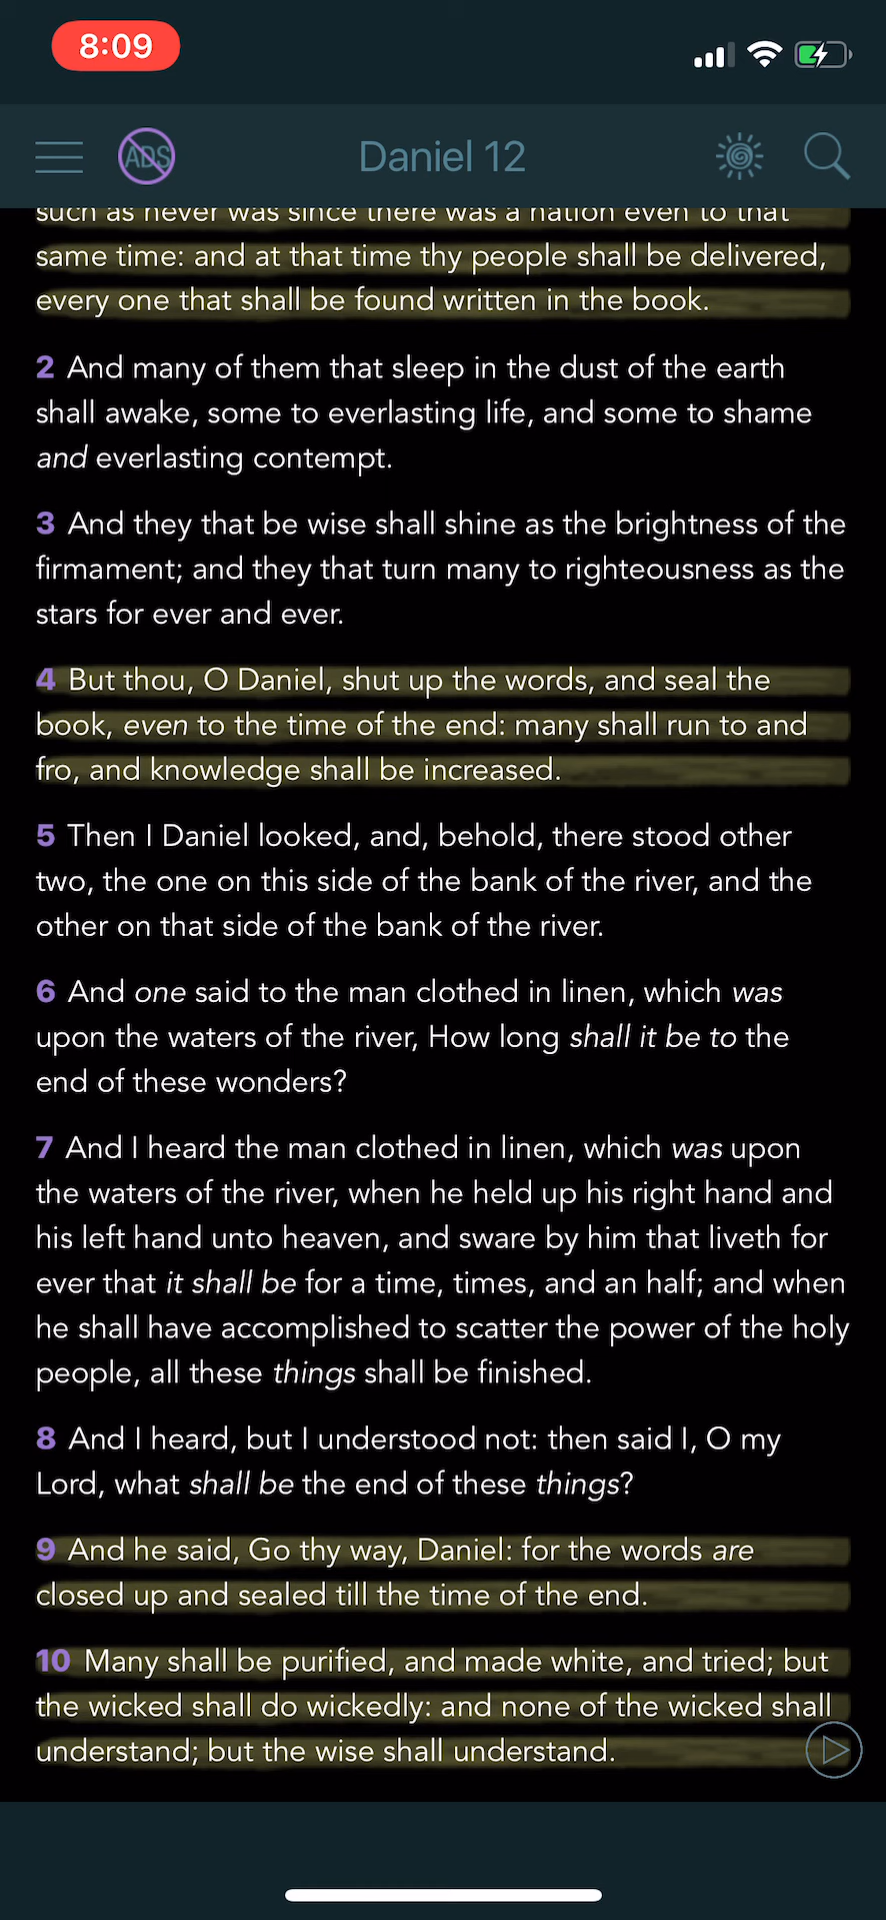 8:09
ADS
Daniel 12
such as never was since there was a nation even to that
same time: and at that time thy people shall be delivered,
every one that shall be found written in the book.
2 And many of them that sleep in the dust of the earth
shall awake, some to everlasting life, and some to shame
and everlasting contempt.
3 And they that be wise shall shine as the brightness of the
firmament; and they that turn many to righteousness as the
stars for ever and ever.
4 But thou, O Daniel, shut up the words, and seal the
book, even to the time of the end: many shall run to and
fro, and knowledge shall be increased.
5 Then I Daniel looked, and, behold, there stood other
two, the one on this side of the bank of the river, and the
other on that side of the bank of the river.
6 And one said to the man clothed in linen, which was
upon the waters of the river, How long shall it be to the
end of these wonders?
7 And I heard the man clothed in linen, which was upon
the waters of the river, when he held up his right hand and
his left hand unto heaven, and sware by him that liveth for
ever that it shall be for a time, times, and an half; and when
he shall have accomplished to scatter the power of the holy
people, all these things shall be finished.
8 And I heard, but I understood not: then said I, O my
Lord, what shall be the end of these things?
9 And he said, Go thy way, Daniel: for the words are
closed up and sealed till the time of the end.
10 Many shall be purified, and made white, and tried; but
the wicked shall do wickedly: and none of the wicked shall
understand; but the wise shall understand.